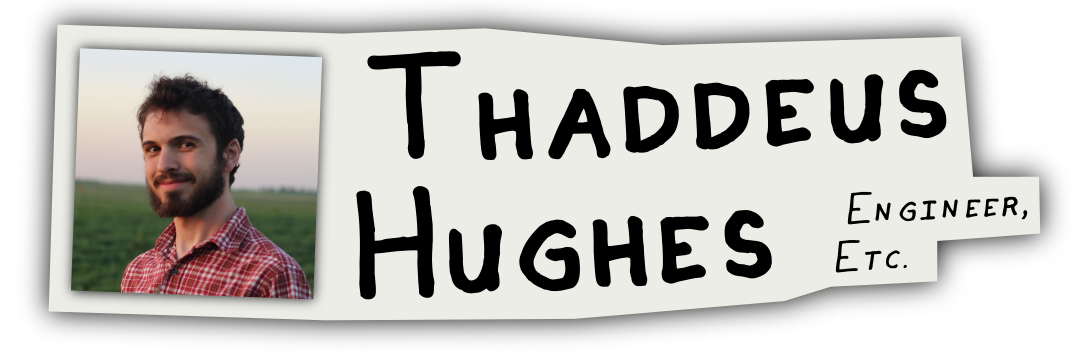 THADDEUS
HUGHES
ENGINEER,
ETC.